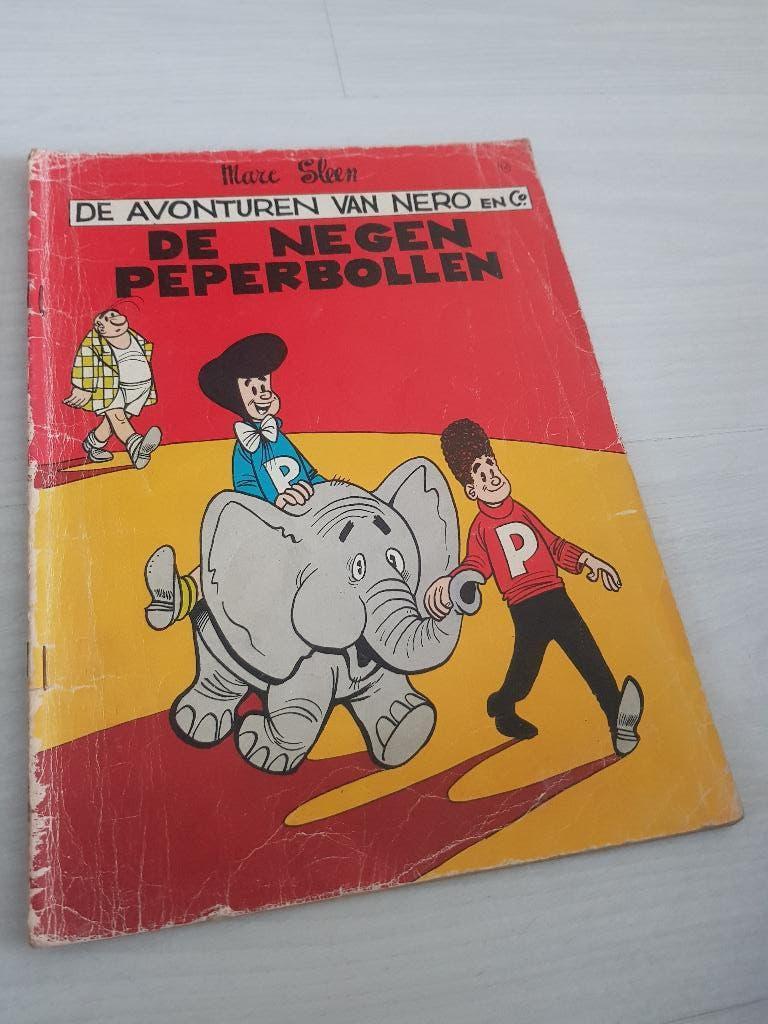 Marc Sleen
DE AVONTUREN VAN NERO EN Co.
DE NEGEN
PEPERBOLLEN
P
P